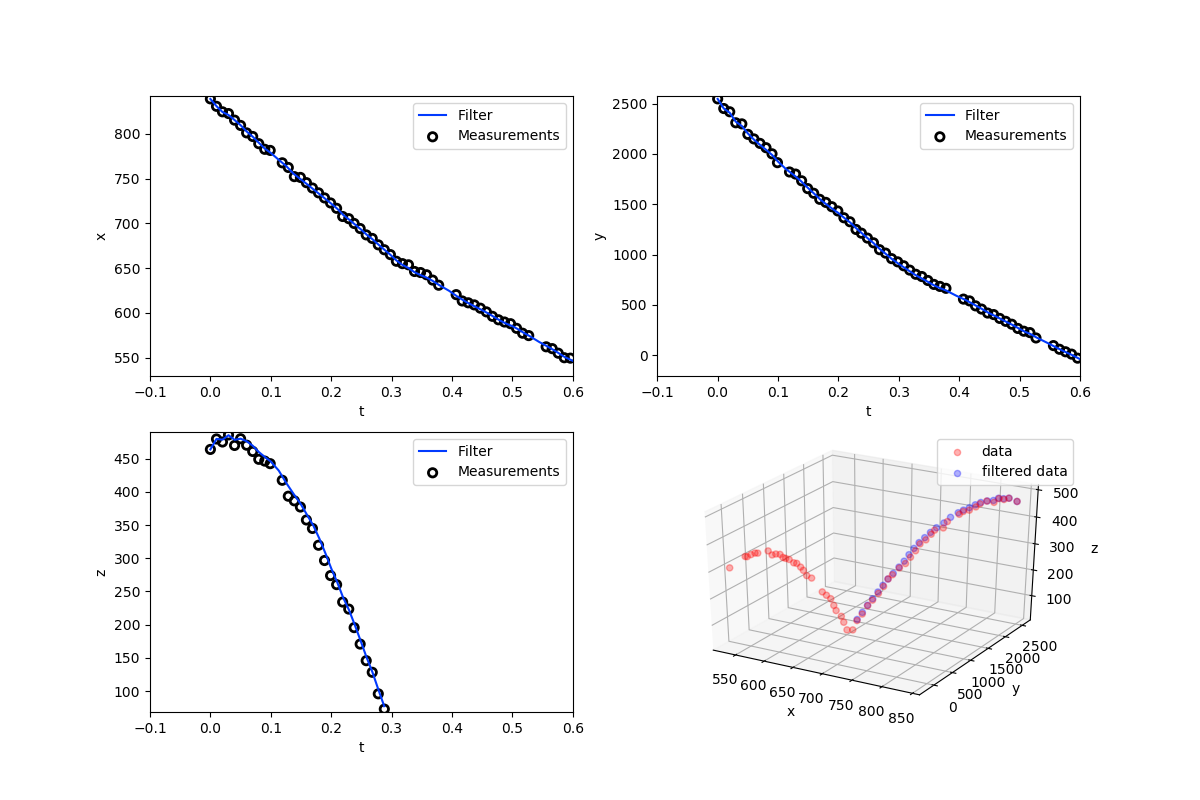 Filter
Measurements
800
750
700
650
600
550
x
−0.1 0.0 0.1 0.2 0.3 0.4 0.5 0.6
t
Filter
Measurements
2500
2000
1500
1000
500
0
y
−0.1 0.0 0.1 0.2 0.3 0.4 0.5 0.6
t
Filter
Measurements
450
400
350
300
250
200
150
100
z
−0.1 0.0 0.1 0.2 0.3 0.4 0.5 0.6
t
data
filtered data
500
400
300
200
100
z
550 600 650 700 750 800 850
x
0 500 1000 1500 2000 2500
y